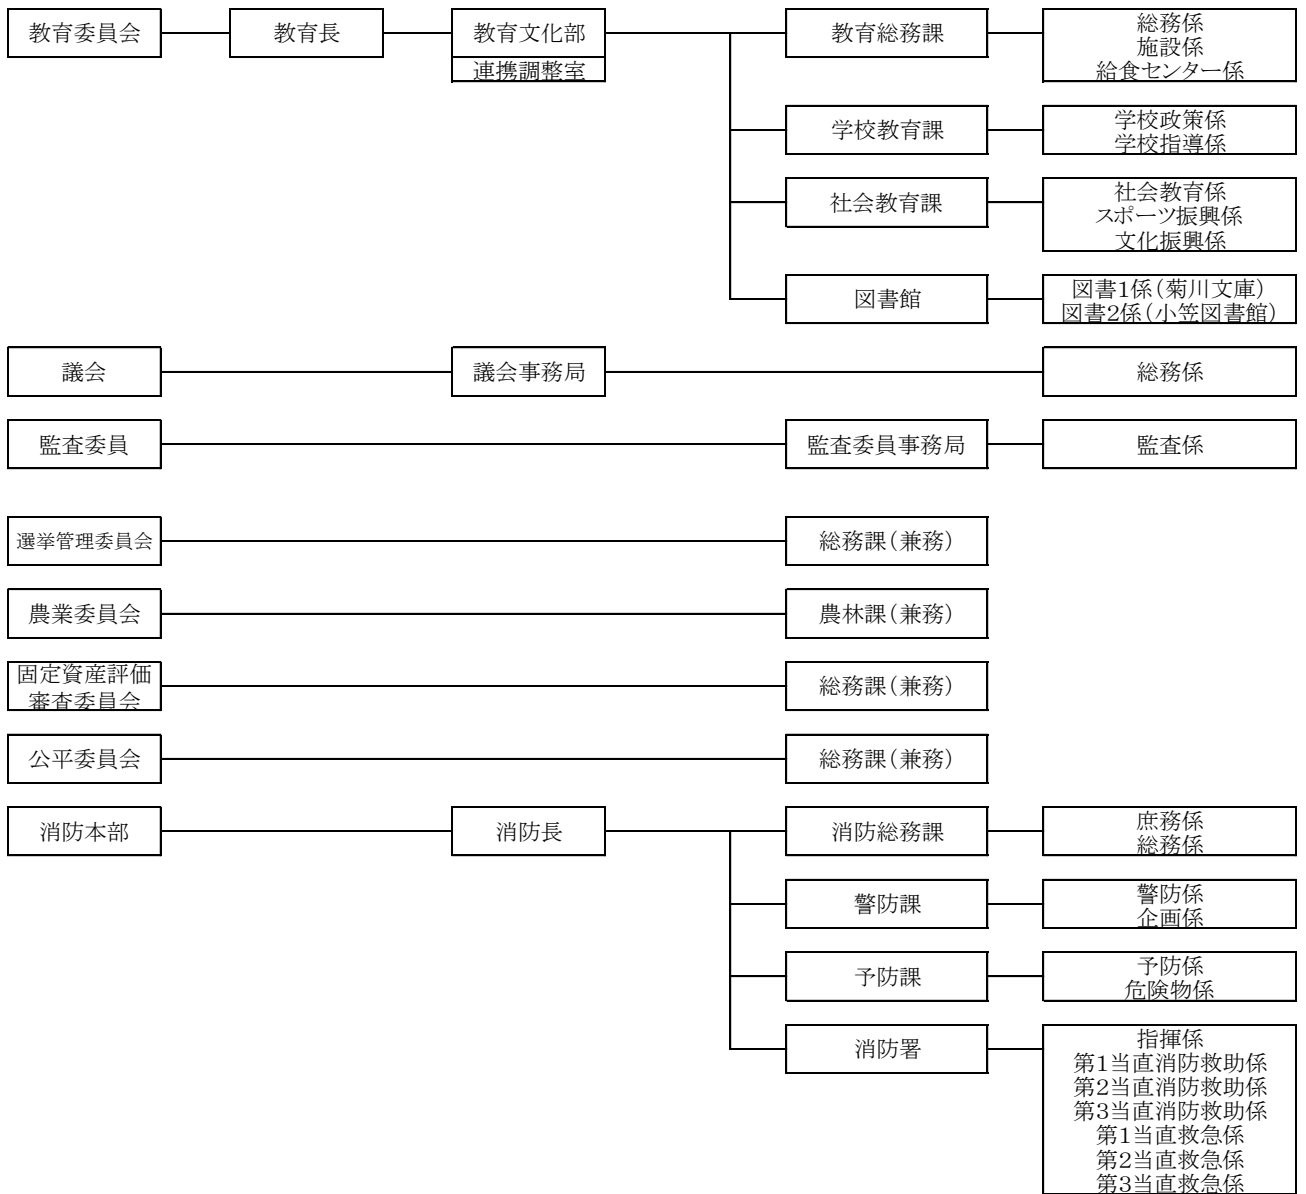 教育委員会
教育長
教育文化部
連携調整室
教育総務課
総務係
施設係
給食センター係
学校教育課
学校政策係
学校指導係
社会教育課
社会教育係
スポーツ振興係
文化振興係
図書館
図書1係(菊川文庫)
図書2係(小笠図書館)
議会
議会事務局
総務係
監査委員
監査委員事務局
監査係
選挙管理委員会
総務課(兼務)
農業委員会
農林課(兼務)
固定資産評価
審査委員会
総務課(兼務)
公平委員会
総務課(兼務)
消防本部
消防長
消防総務課
庶務係
総務係
警防課
警防係
企画係
予防課
予防係
危険物係
消防署
指揮係
第1当直消防救助係
第2当直消防救助係
第3当直消防救助係
第1当直救急係
第2当直救急係
第3当直救急係